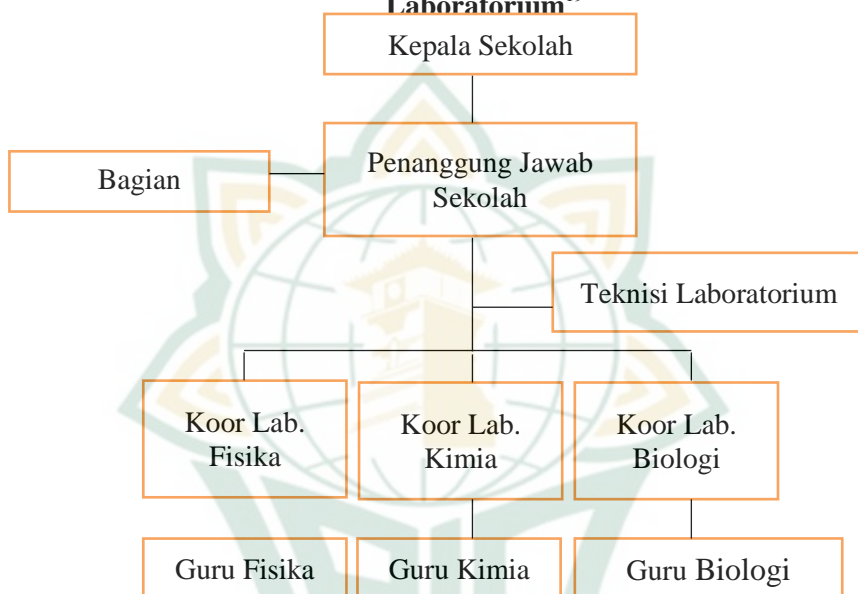 Laboratorium
Kepala Sekolah
Penanggung Jawab
Sekolah
Bagian
Teknisi Laboratorium
Koor Lab.
Fisika
Koor Lab.
Kimia
Koor Lab.
Biologi
Guru Fisika
Guru Kimia
Guru Biologi